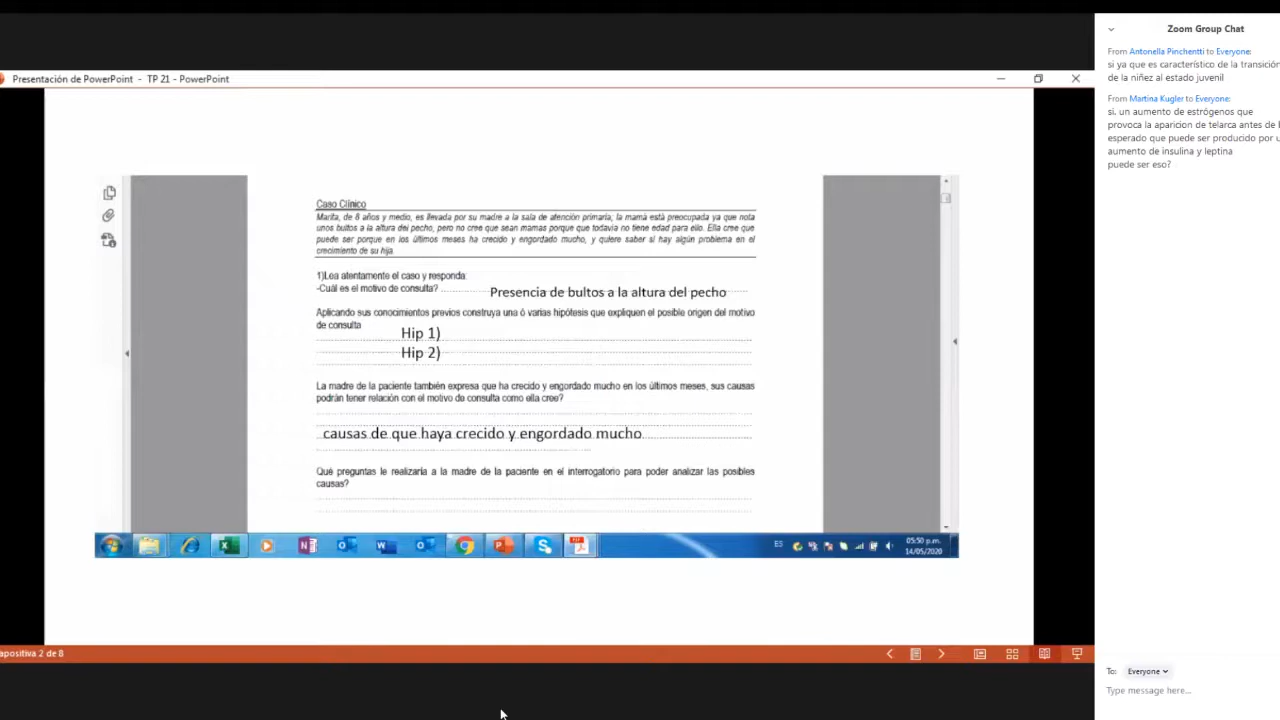 Presentación de PowerPoint - TP 21 - PowerPoint
Caso Clínico
Marita, de 8 años y medio, es llevada por su madre a la sala de atención primaria; la mamá está preocupada ya que nota
unos bultos a la altura del pecho, pero no cree que sean mamas porque que todavía no tiene edad para ello. Ella cree que
puede ser porque en los últimos meses ha crecido y engordado mucho, y quiere saber si hay algún problema en el
crecimiento de su hija.
1)Lea atentamente el caso y responda:
-Cuál es el motivo de consulta?
Presencia de bultos a la altura del pecho
Aplicando sus conocimientos previos construya una ó varias hipótesis que expliquen el posible origen del motivo
de consulta
Hip 1)
Hip 2)
La madre de la paciente también expresa que ha crecido y engordado mucho en los últimos meses, sus causas
podrán tener relación con el motivo de consulta como ella cree?
causas de que haya crecido y engordado mucho
Qué preguntas le realizaría a la madre de la paciente en el interrogatorio para poder analizar las posibles
causas?
ES
05:50 p.m.
14/05/2020
apositiva 2 de 8
Zoom Group Chat
From Antonella Pinchentti to Everyone:
si ya que es característico de la transición
de la niñez al estado juvenil
From Martina Kugler to Everyone:
si, un aumento de estrógenos que
provoca la aparicion de telarca antes de
esperado que puede ser producido por
aumento de insulina y leptina
puede ser eso?
To: Everyone
Type message here...